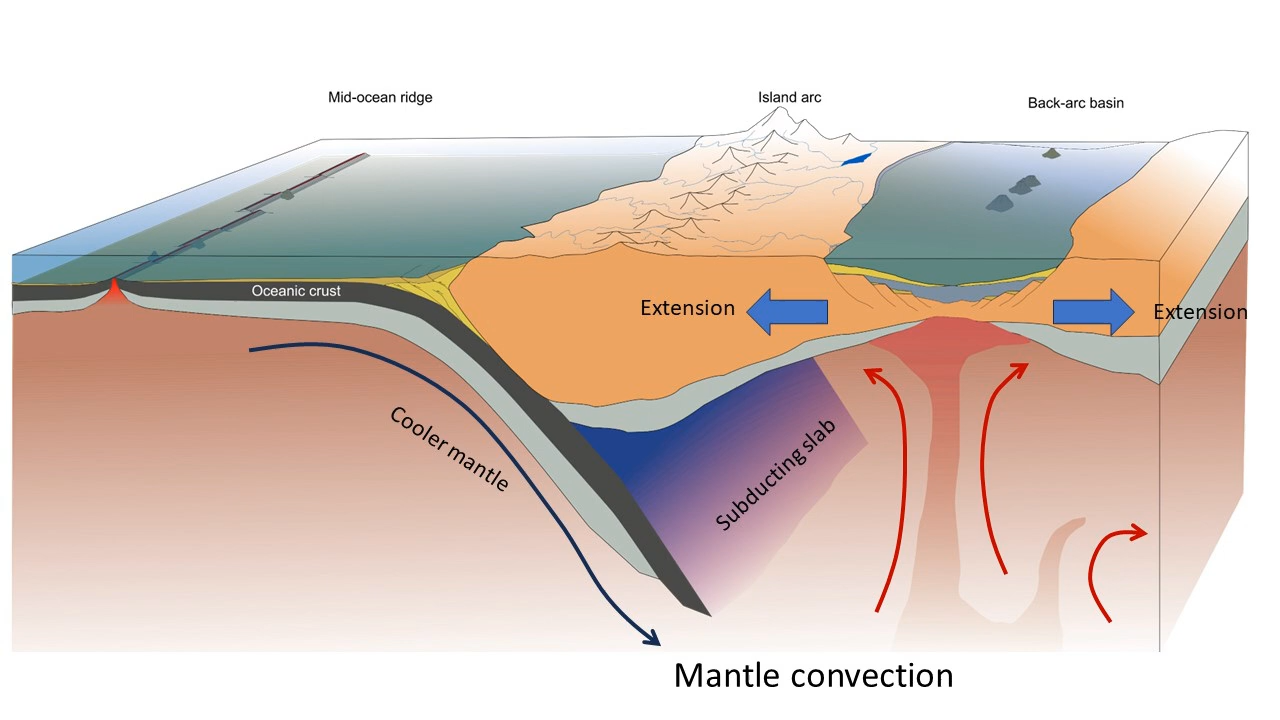 Mid-ocean ridge
Island arc
Back-arc basin
Oceanic crust
Extension
Extension
Cooler mantle
Subducting slab
Mantle convection